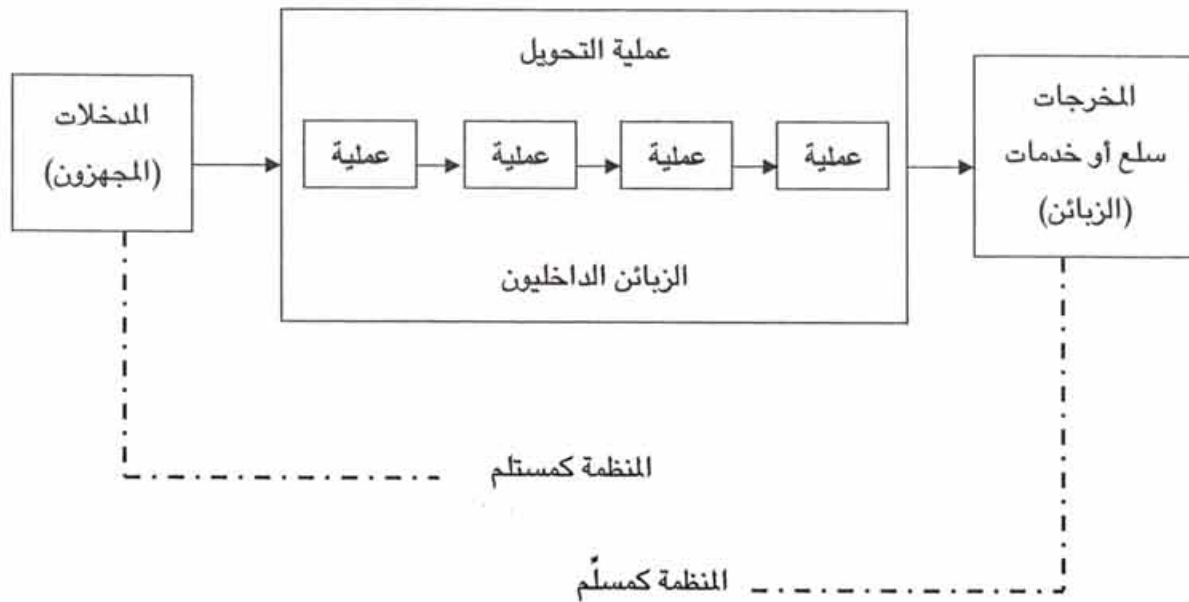 عملية التحويل
المدخلات
(المجهزون)
عملية
عملية
عملية
عملية
المخرجات
سلع أو خدمات
(الزبائن)
الزبائن الداخليون
المنظمة كمستلم
المنظمة كمسلّم